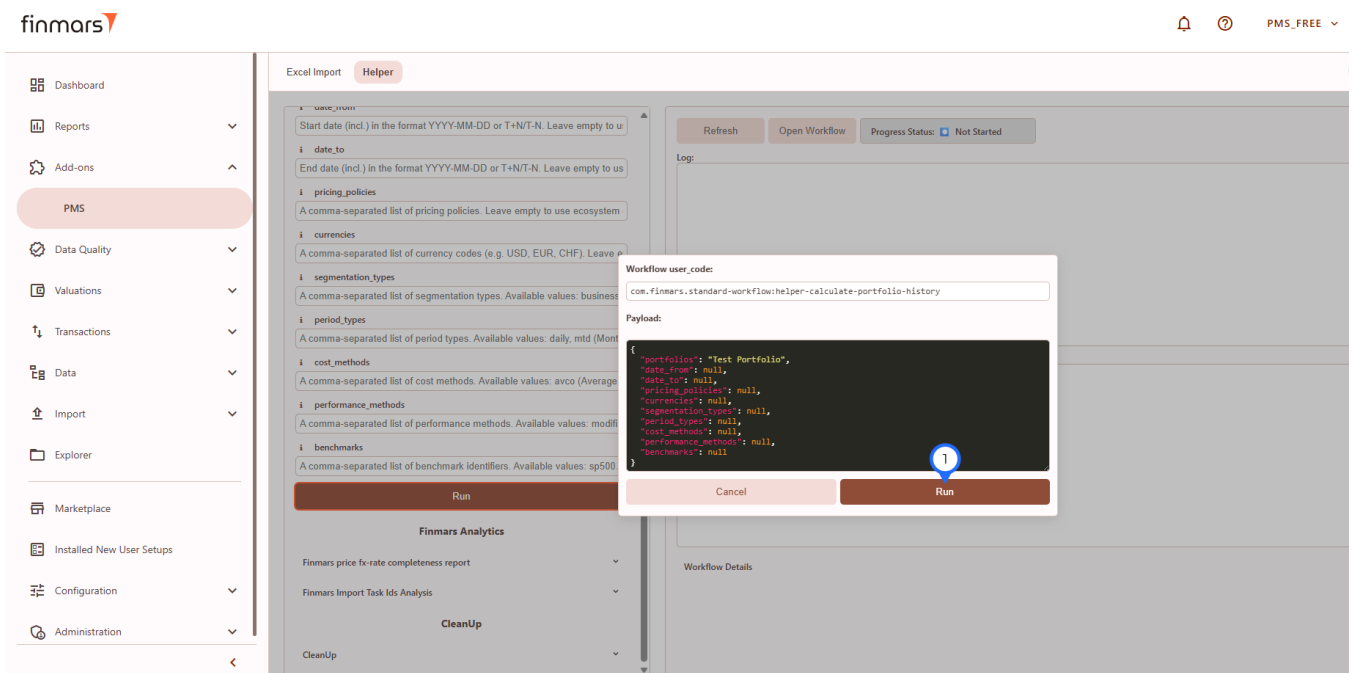 finmars
PMS_FREE
Dashboard
Reports
Add-ons
PMS
Data Quality
Valuations
Transactions
Data
Import
Explorer
Marketplace
Installed New User Setups
Configuration
Administration
Excel Import
Helper
date_from
Start date (incl.) in the format YYYY-MM-DD or T+N/T-N. Leave empty to u
date_to
End date (incl.) in the format YYYY-MM-DD or T+N/T-N. Leave empty to us
pricing_policies
A comma-separated list of pricing policies. Leave empty to use ecosystem
currencies
A comma-separated list of currency codes (e.g. USD, EUR, CHF). Leave e
segmentation_types
A comma-separated list of segmentation types. Available values: business
period_types
A comma-separated list of period types. Available values: daily, mtd (Mont
cost_methods
A comma-separated list of cost methods. Available values: avco (Average
performance_methods
A comma-separated list of performance methods. Available values: modifi
benchmarks
A comma-separated list of benchmark identifiers. Available values: sp500,
Run
Finmars Analytics
Finmars price fx-rate completeness report
Finmars Import Task Ids Analysis
CleanUp
CleanUp
Refresh
Open Workflow
Progress Status: Not Started
Log:
Workflow user_code:
com.finmars.standard-workflow:helper-calculate-portfolio-history
Payload:
{
"portfolios": "Test Portfolio",
"date_from": null,
"date_to": null,
"pricing_policies": null,
"currencies": null,
"segmentation_types": null,
"period_types": null,
"cost_methods": null,
"performance_methods": null,
"benchmarks": null
}
1
Cancel
Run
Workflow Details